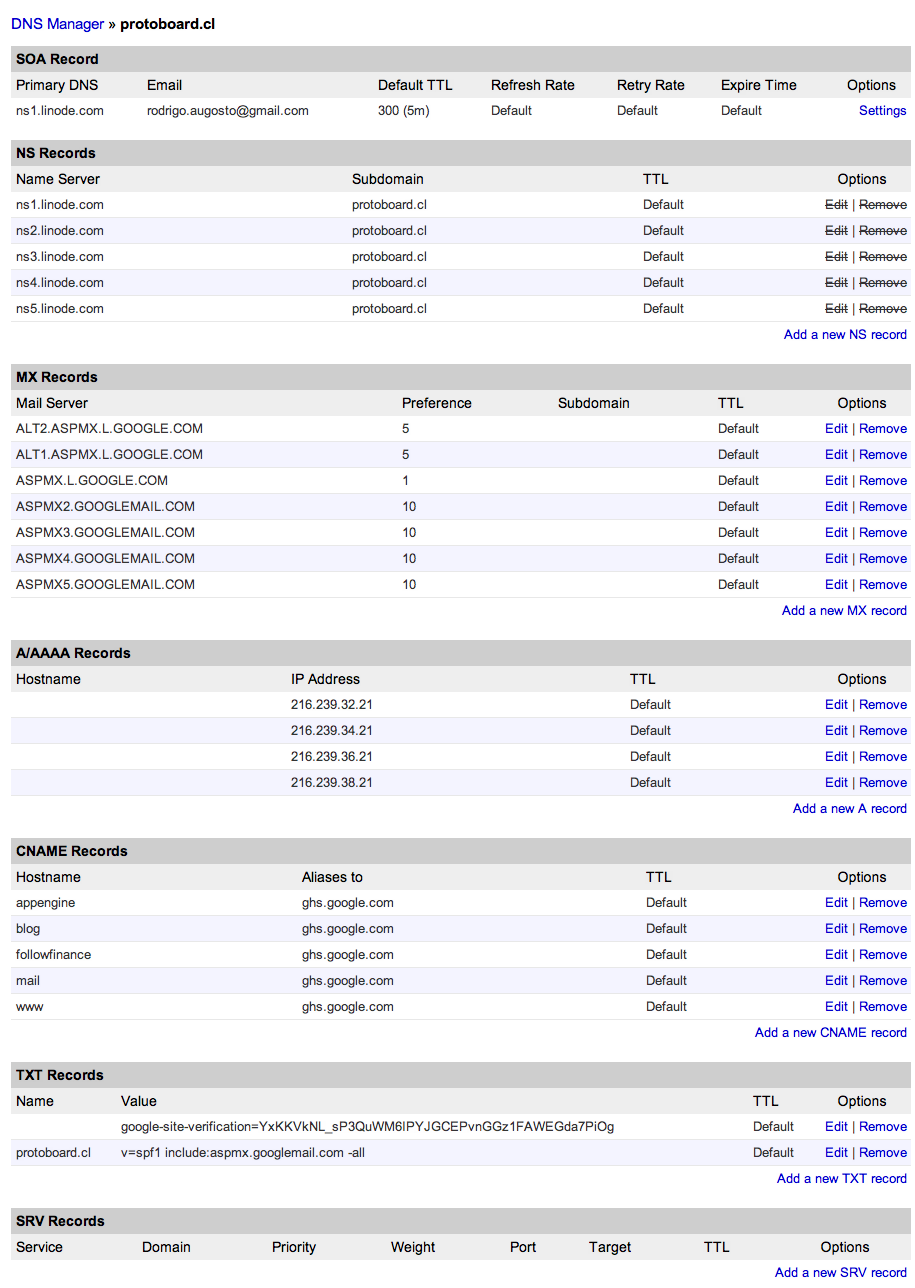 DNS Manager » protoboard.cl
SOA Record
Primary DNS Email Default TTL Refresh Rate Retry Rate Expire Time Options
ns1.linode.com rodrigo.augosto@gmail.com 300 (5m) Default Default Default Settings
NS Records
Name Server Subdomain TTL Options
ns1.linode.com protoboard.cl Default Edit | Remove
ns2.linode.com protoboard.cl Default Edit | Remove
ns3.linode.com protoboard.cl Default Edit | Remove
ns4.linode.com protoboard.cl Default Edit | Remove
ns5.linode.com protoboard.cl Default Edit | Remove
Add a new NS record
MX Records
Mail Server Preference Subdomain TTL Options
ALT2.ASPMX.L.GOOGLE.COM 5 Default Edit | Remove
ALT1.ASPMX.L.GOOGLE.COM 5 Default Edit | Remove
ASPMX.L.GOOGLE.COM 1 Default Edit | Remove
ASPMX2.GOOGLEMAIL.COM 10 Default Edit | Remove
ASPMX3.GOOGLEMAIL.COM 10 Default Edit | Remove
ASPMX4.GOOGLEMAIL.COM 10 Default Edit | Remove
ASPMX5.GOOGLEMAIL.COM 10 Default Edit | Remove
Add a new MX record
A/AAAA Records
Hostname IP Address TTL Options
216.239.32.21 Default Edit | Remove
216.239.34.21 Default Edit | Remove
216.239.36.21 Default Edit | Remove
216.239.38.21 Default Edit | Remove
Add a new A record
CNAME Records
Hostname Aliases to TTL Options
appengine ghs.google.com Default Edit | Remove
blog ghs.google.com Default Edit | Remove
followfinance ghs.google.com Default Edit | Remove
mail ghs.google.com Default Edit | Remove
www ghs.google.com Default Edit | Remove
Add a new CNAME record
TXT Records
Name Value TTL Options
google-site-verification=YxKKVkNL_sP3QuWM6IPYJGCEPvnGGz1FAWEGda7PiOg Default Edit | Remove
protoboard.cl v=spf1 include:aspmx.googlemail.com -all Default Edit | Remove
Add a new TXT record
SRV Records
Service Domain Priority Weight Port Target TTL Options
Add a new SRV record